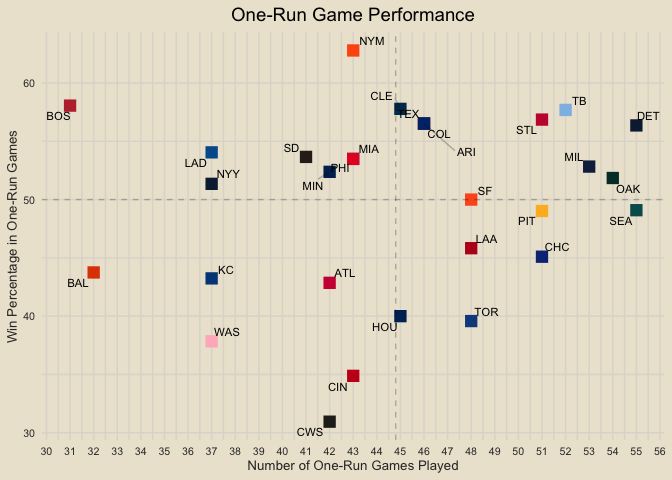 One-Run Game Performance
NYM
60
CLE
TB
BOS
TEX
DET
STL
COL
SD
MIA
ARI
LAD
MIL
PHI
NYY
MIN
OAK
SF
50
PIT
SEA
LAA
CHC
KC
ATL
BAL
TOR
40
HOU
WAS
CIN
CWS
30
Win Percentage in One-Run Games
30 31 32 33 34 35 36 37 38 39 40 41 42 43 44 45 46 47 48 49 50 51 52 53 54 55 56
Number of One-Run Games Played